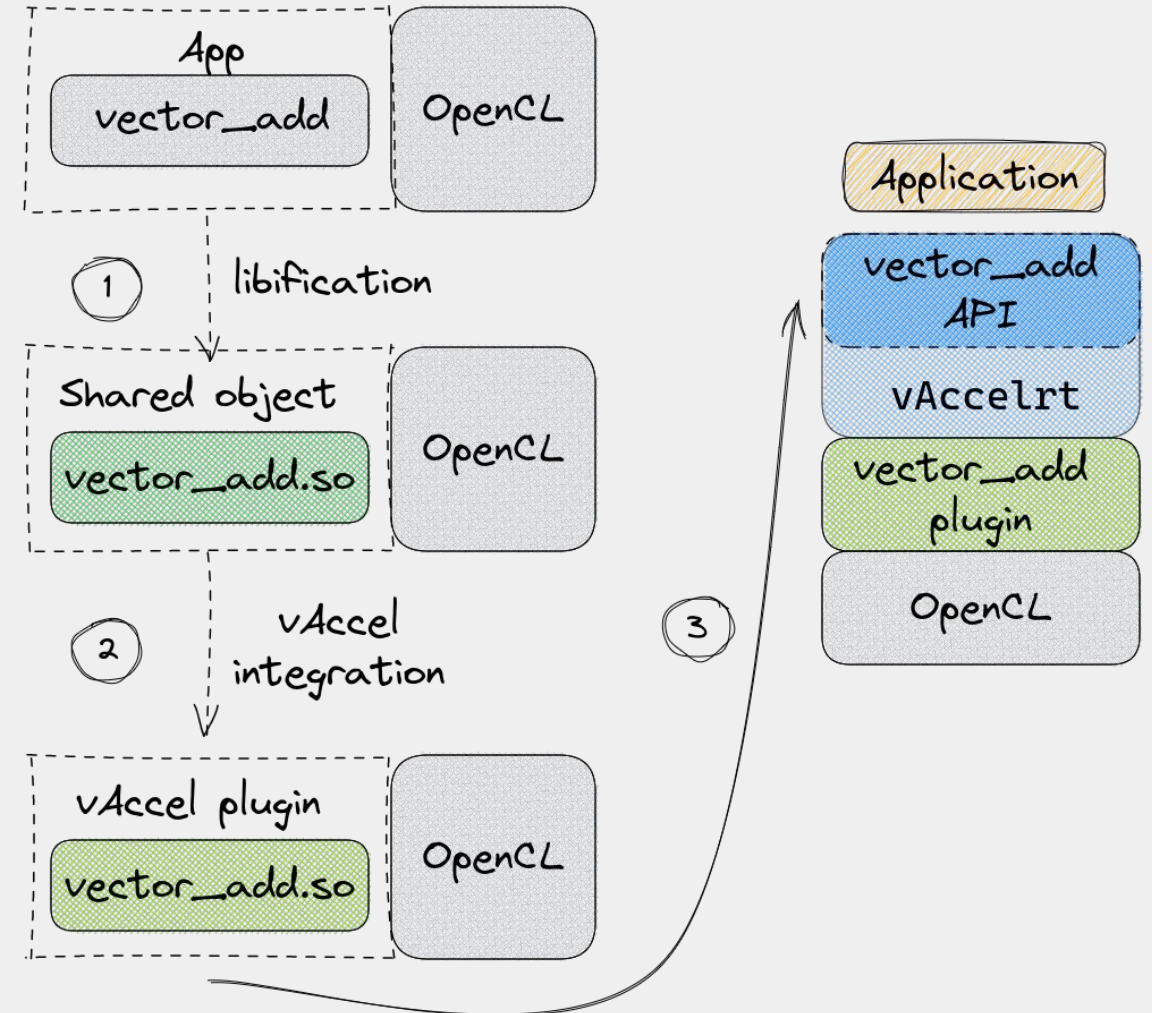 App
vector_add
OpenCL
1
libification
Shared object
vector_add.so
OpenCL
2
vAccel
integration
vAccel plugin
vector_add.so
OpenCL
3
Application
vector_add
API
vAccelrt
vector_add
plugin
OpenCL